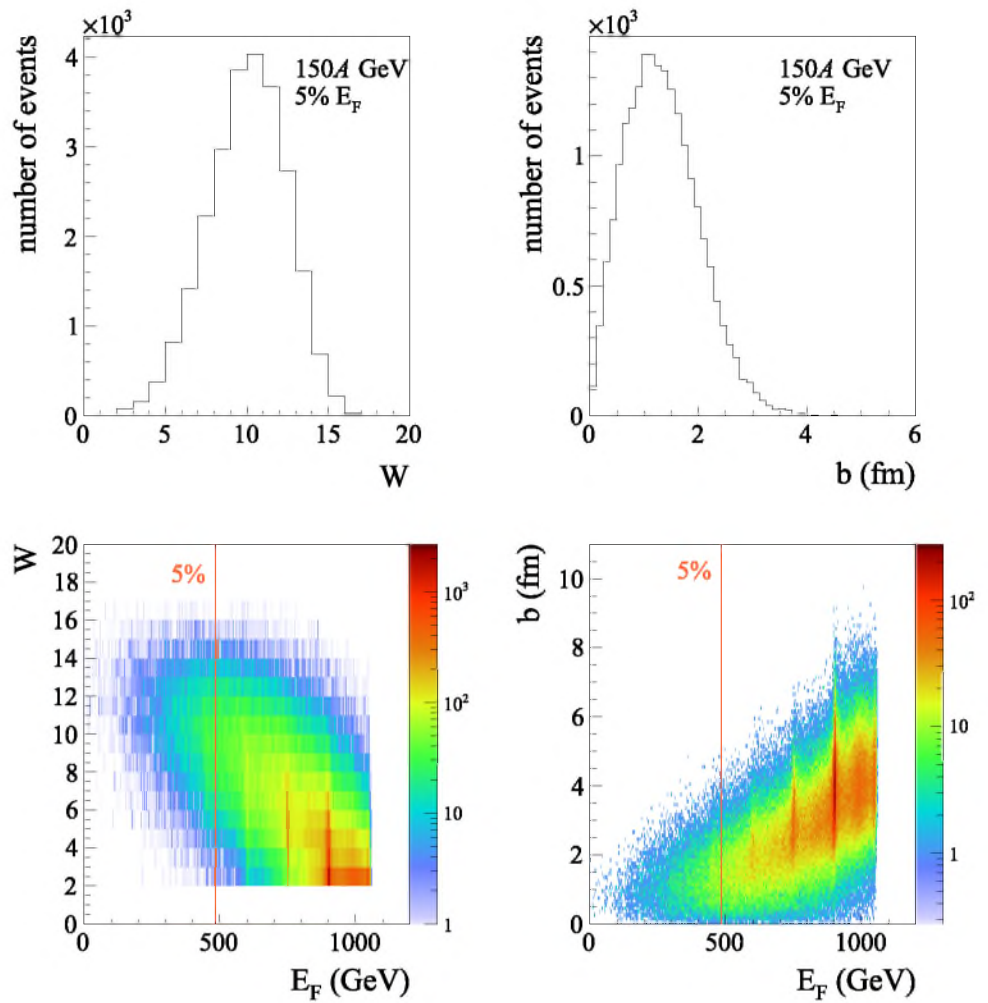 ×10³
number of events
4
3
2
1
0
150A GeV
5% E_F
0 5 10 15 20
W
×10³
number of events
1
0.5
0
150A GeV
5% E_F
0 2 4 6
b (fm)
W
20
18
16
14
12
10
8
6
4
2
0
5%
10³
10²
10
1
0 500 1000
E_F (GeV)
b (fm)
10
8
6
4
2
0
5%
10²
10
1
0 500 1000
E_F (GeV)